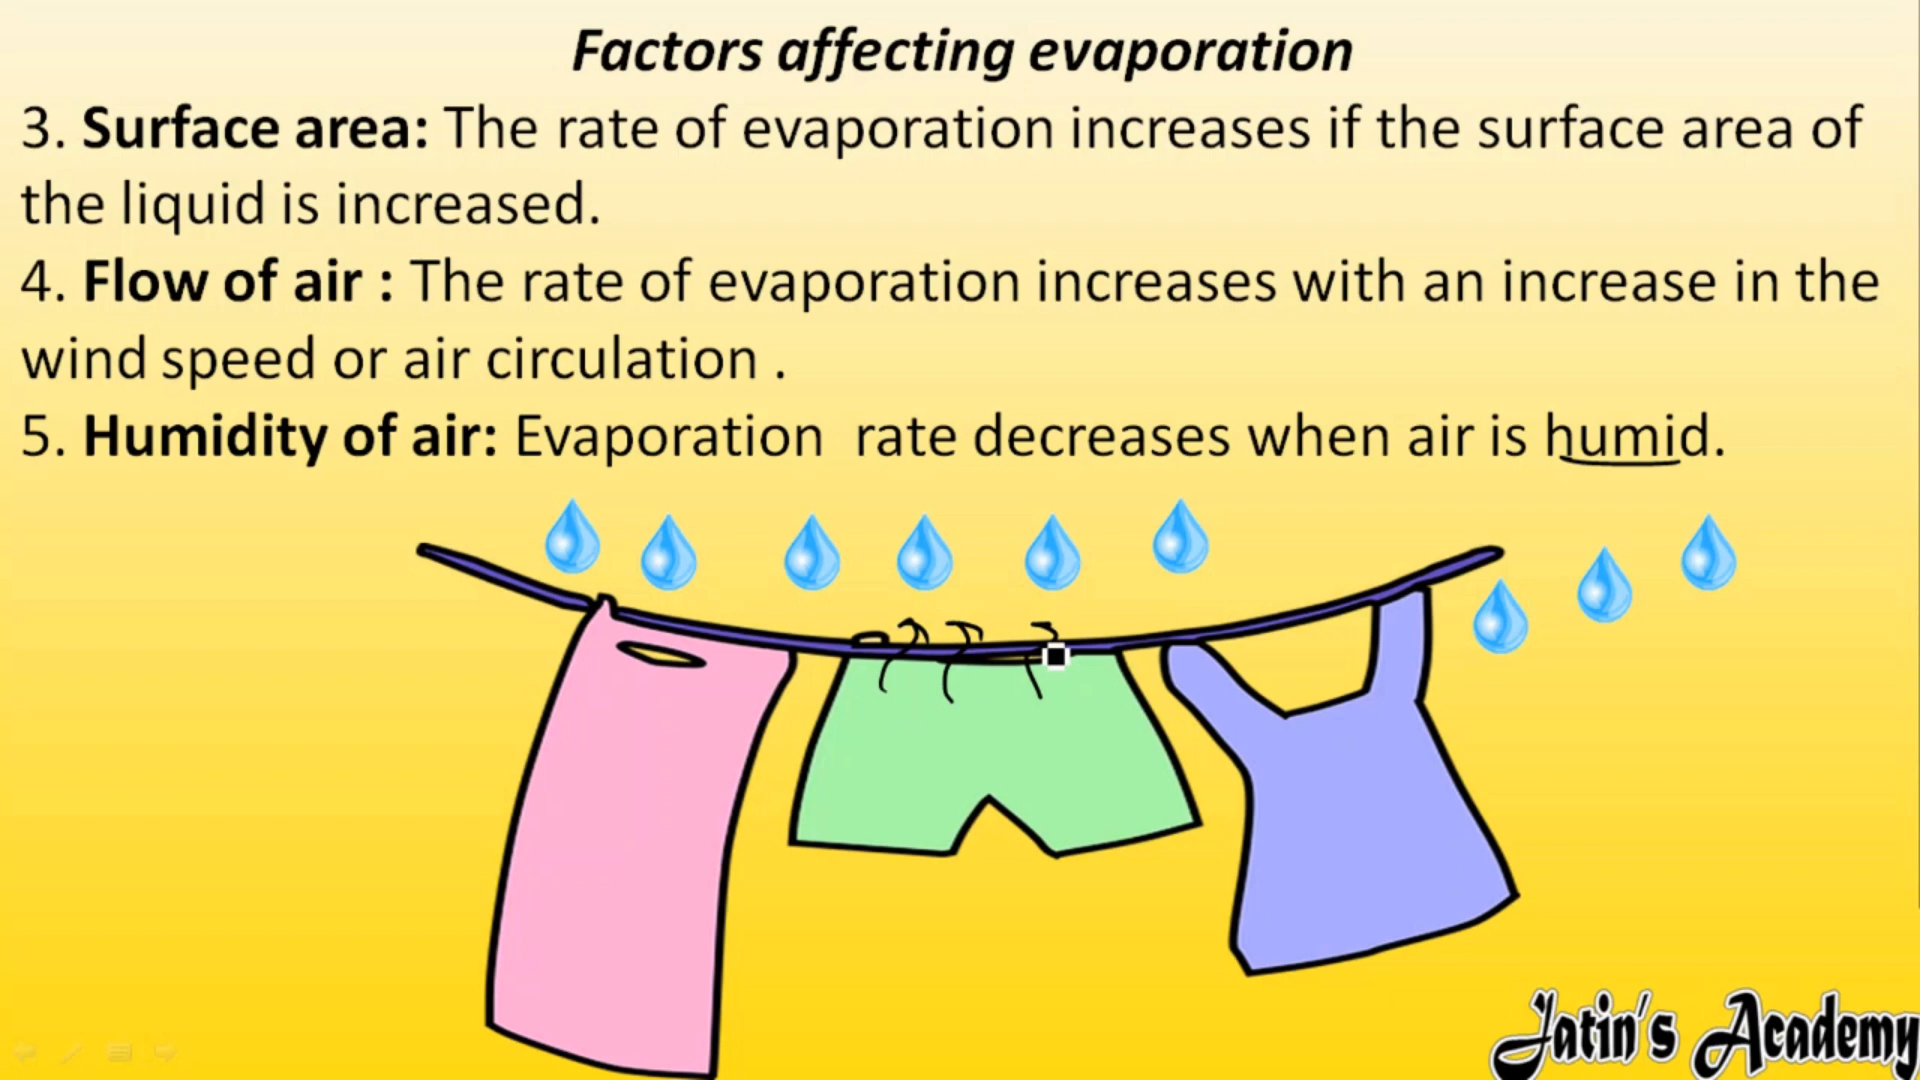 Factors affecting evaporation
3. Surface area: The rate of evaporation increases if the surface area of
the liquid is increased.
4. Flow of air : The rate of evaporation increases with an increase in the
wind speed or air circulation .
5. Humidity of air: Evaporation rate decreases when air is humid.
Jatin's Academy